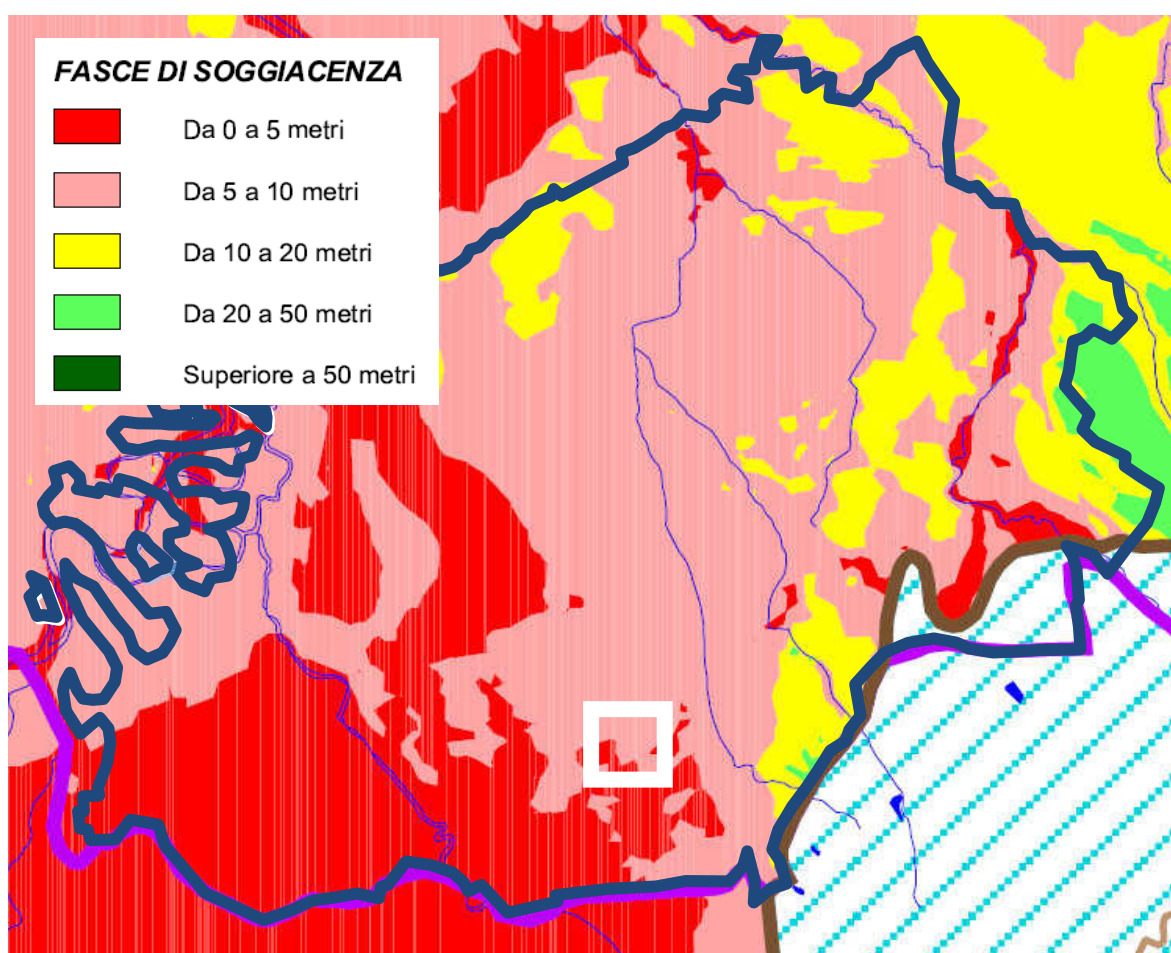 FASCE DI SOGGIACENZA
Da 0 a 5 metri
Da 5 a 10 metri
Da 10 a 20 metri
Da 20 a 50 metri
Superiore a 50 metri